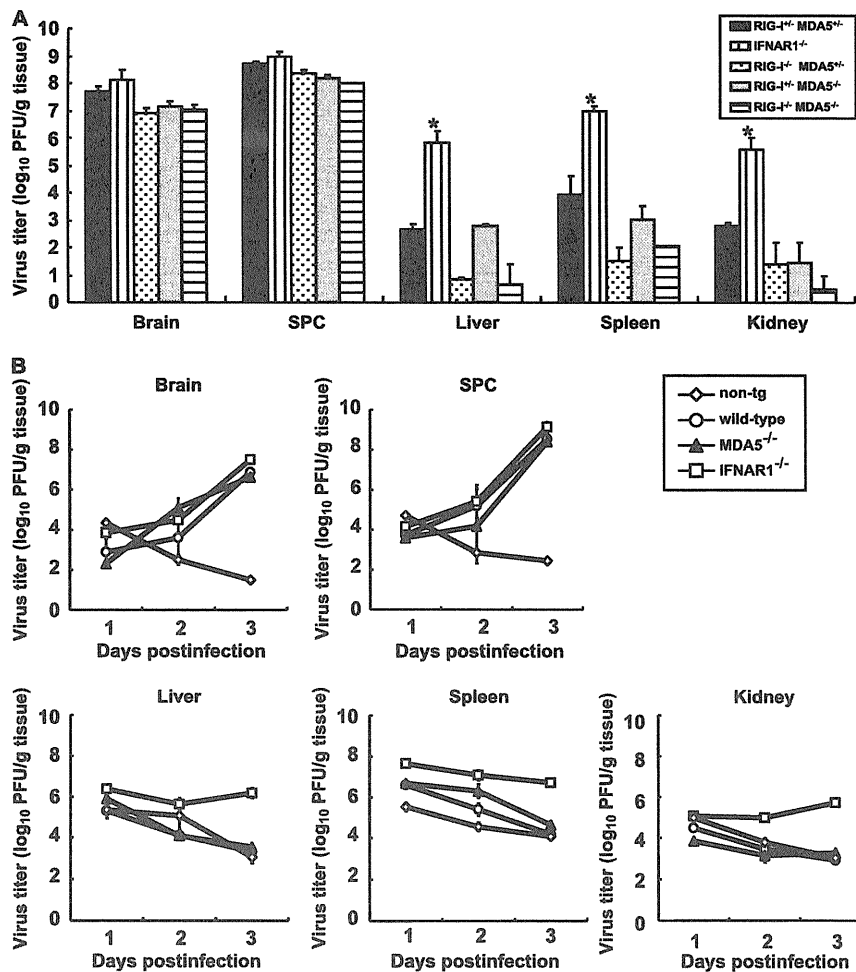 A
Virus titer (log₁₀ PFU/g tissue)
10
9
8
7
6
5
4
3
2
1
0
Brain
SPC
Liver
Spleen
Kidney
*
*
*
RIG-I⁺/⁻ MDA5⁺/⁻
IFNAR1⁻/⁻
RIG-I⁻/⁻ MDA5⁺/⁻
RIG-I⁺/⁻ MDA5⁻/⁻
RIG-I⁻/⁻ MDA5⁻/⁻
B
Brain
Virus titer (log₁₀ PFU/g tissue)
10
8
6
4
2
0
1 2 3
Days postinfection
SPC
Virus titer (log₁₀ PFU/g tissue)
10
8
6
4
2
0
1 2 3
Days postinfection
non-tg
wild-type
MDA5⁻/⁻
IFNAR1⁻/⁻
Liver
Virus titer (log₁₀ PFU/g tissue)
10
8
6
4
2
0
1 2 3
Days postinfection
Spleen
Virus titer (log₁₀ PFU/g tissue)
10
8
6
4
2
0
1 2 3
Days postinfection
Kidney
Virus titer (log₁₀ PFU/g tissue)
10
8
6
4
2
0
1 2 3
Days postinfection